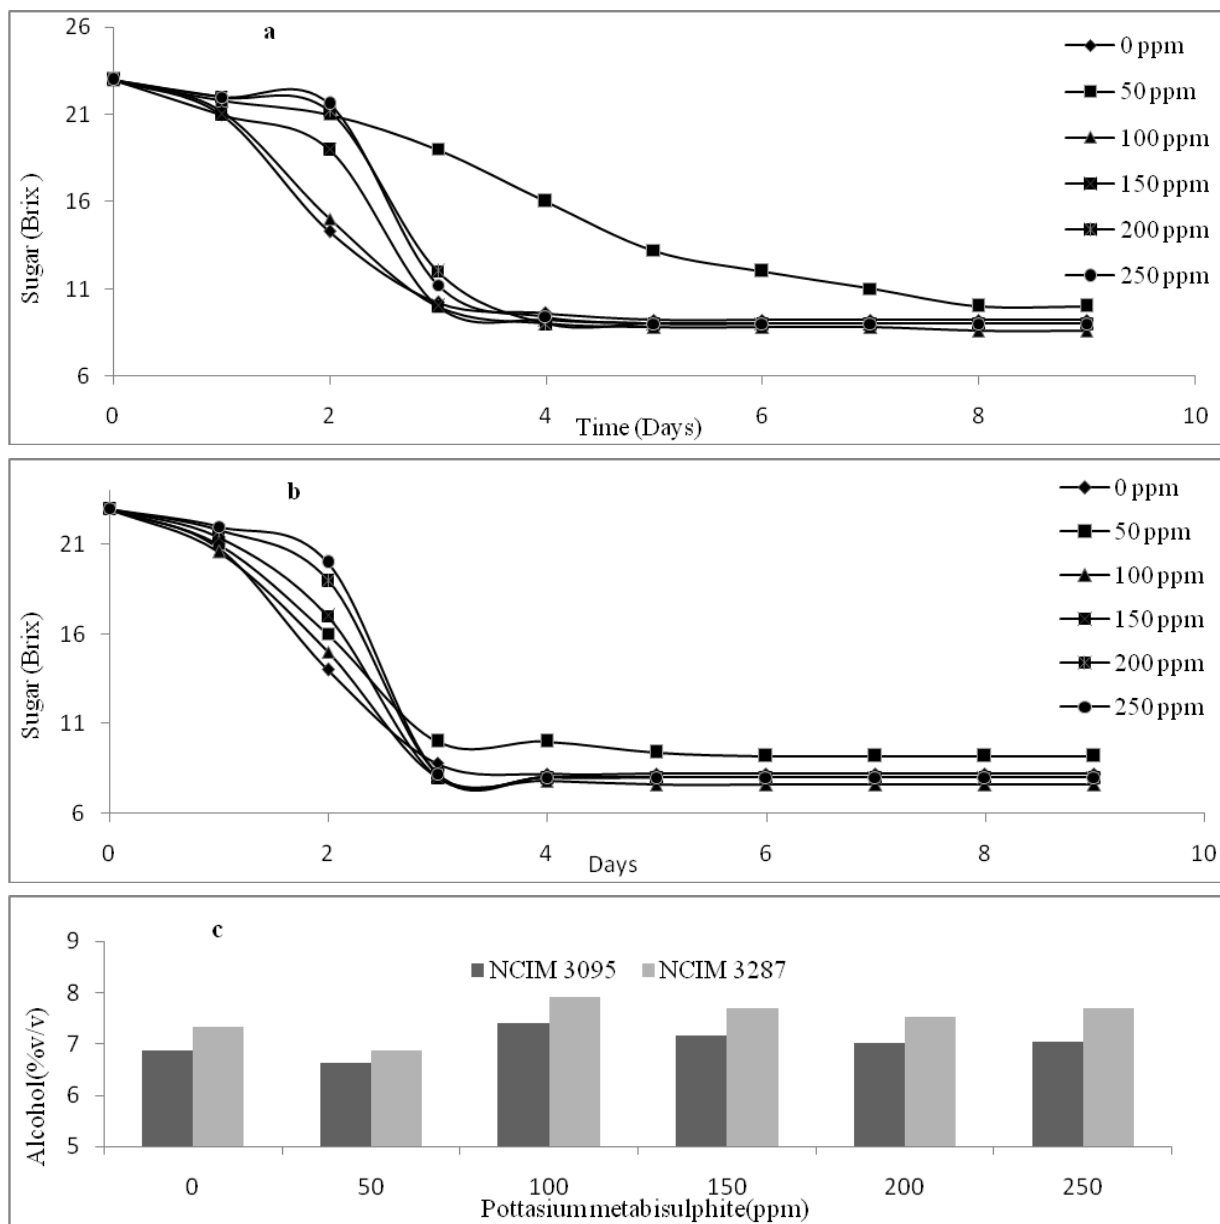 a
26
21
16
11
6
Sugar (Brix )
0 2 4 6 8 10
Time (Days)
0 ppm
50 ppm
100 ppm
150 ppm
200 ppm
250 ppm
b
21
16
11
6
Sugar (Brix)
0 2 4 6 8 10
Days
0 ppm
50 ppm
100 ppm
150 ppm
200 ppm
250 ppm
c
9
8
7
6
5
Alcohol(%v/v)
NCIM 3095 NCIM 3287
0 50 100 150 200 250
Pottasium metabisulphite(ppm)